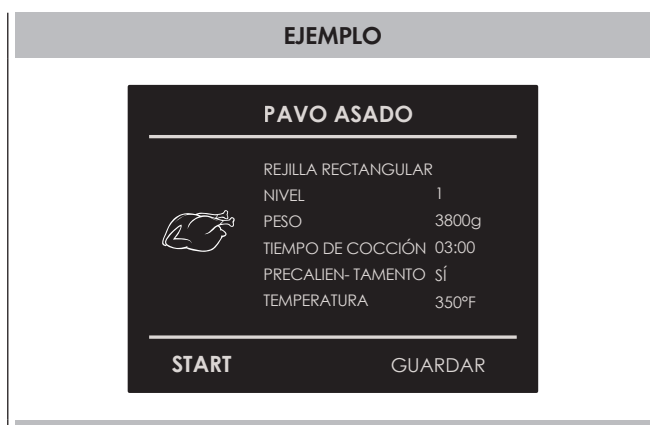 EJEMPLO
PAVO ASADO
REJILLA RECTANGULAR
NIVEL 1
PESO 3800g
TIEMPO DE COCCIÓN 03:00
PRECALIEN- TAMENTO SÍ
TEMPERATURA 350°F
START GUARDAR